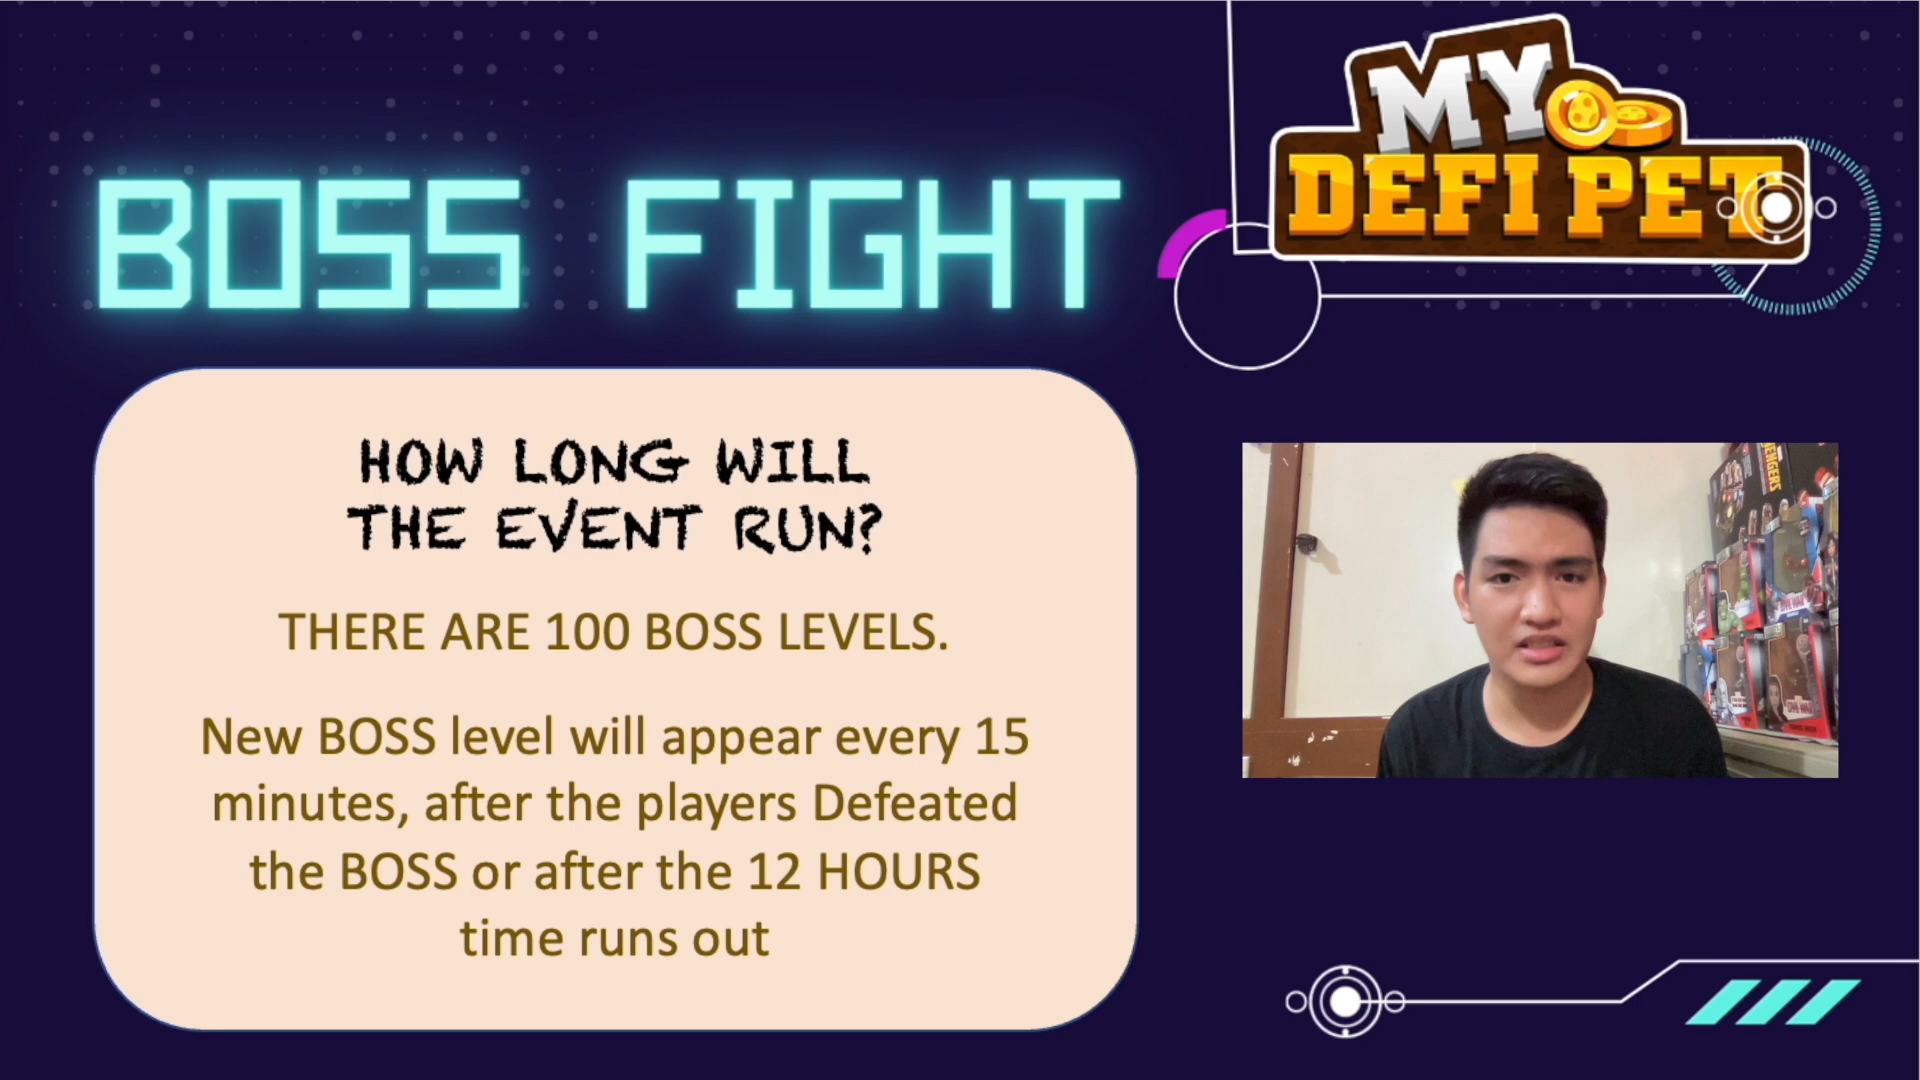 MY
DEFI PET
BOSS FIGHT
HOW LONG WILL
THE EVENT RUN?
THERE ARE 100 BOSS LEVELS.
New BOSS level will appear every 15
minutes, after the players Defeated
the BOSS or after the 12 HOURS
time runs out